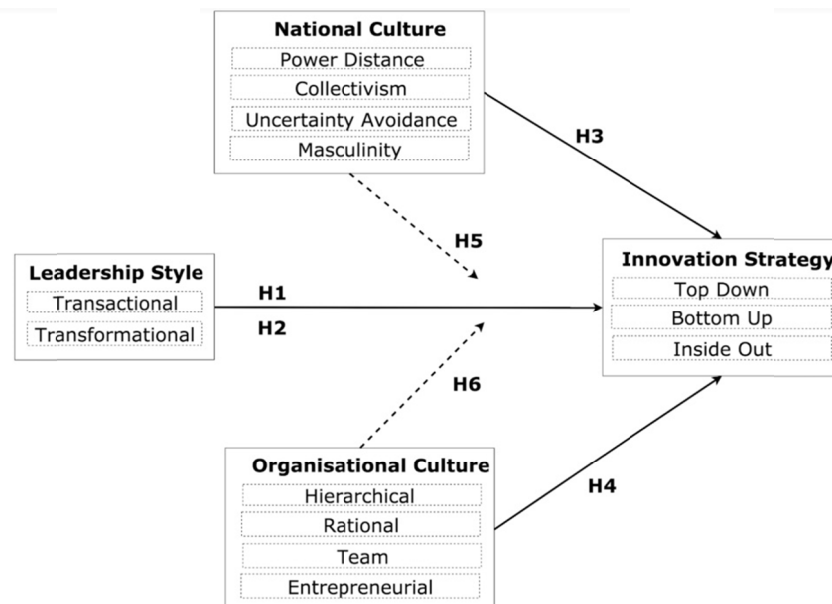 National Culture
Power Distance
Collectivism
Uncertainty Avoidance
Masculinity
H3
H5
Leadership Style
Transactional
Transformational
H1
H2
Innovation Strategy
Top Down
Bottom Up
Inside Out
H6
Organisational Culture
Hierarchical
Rational
Team
Entrepreneurial
H4